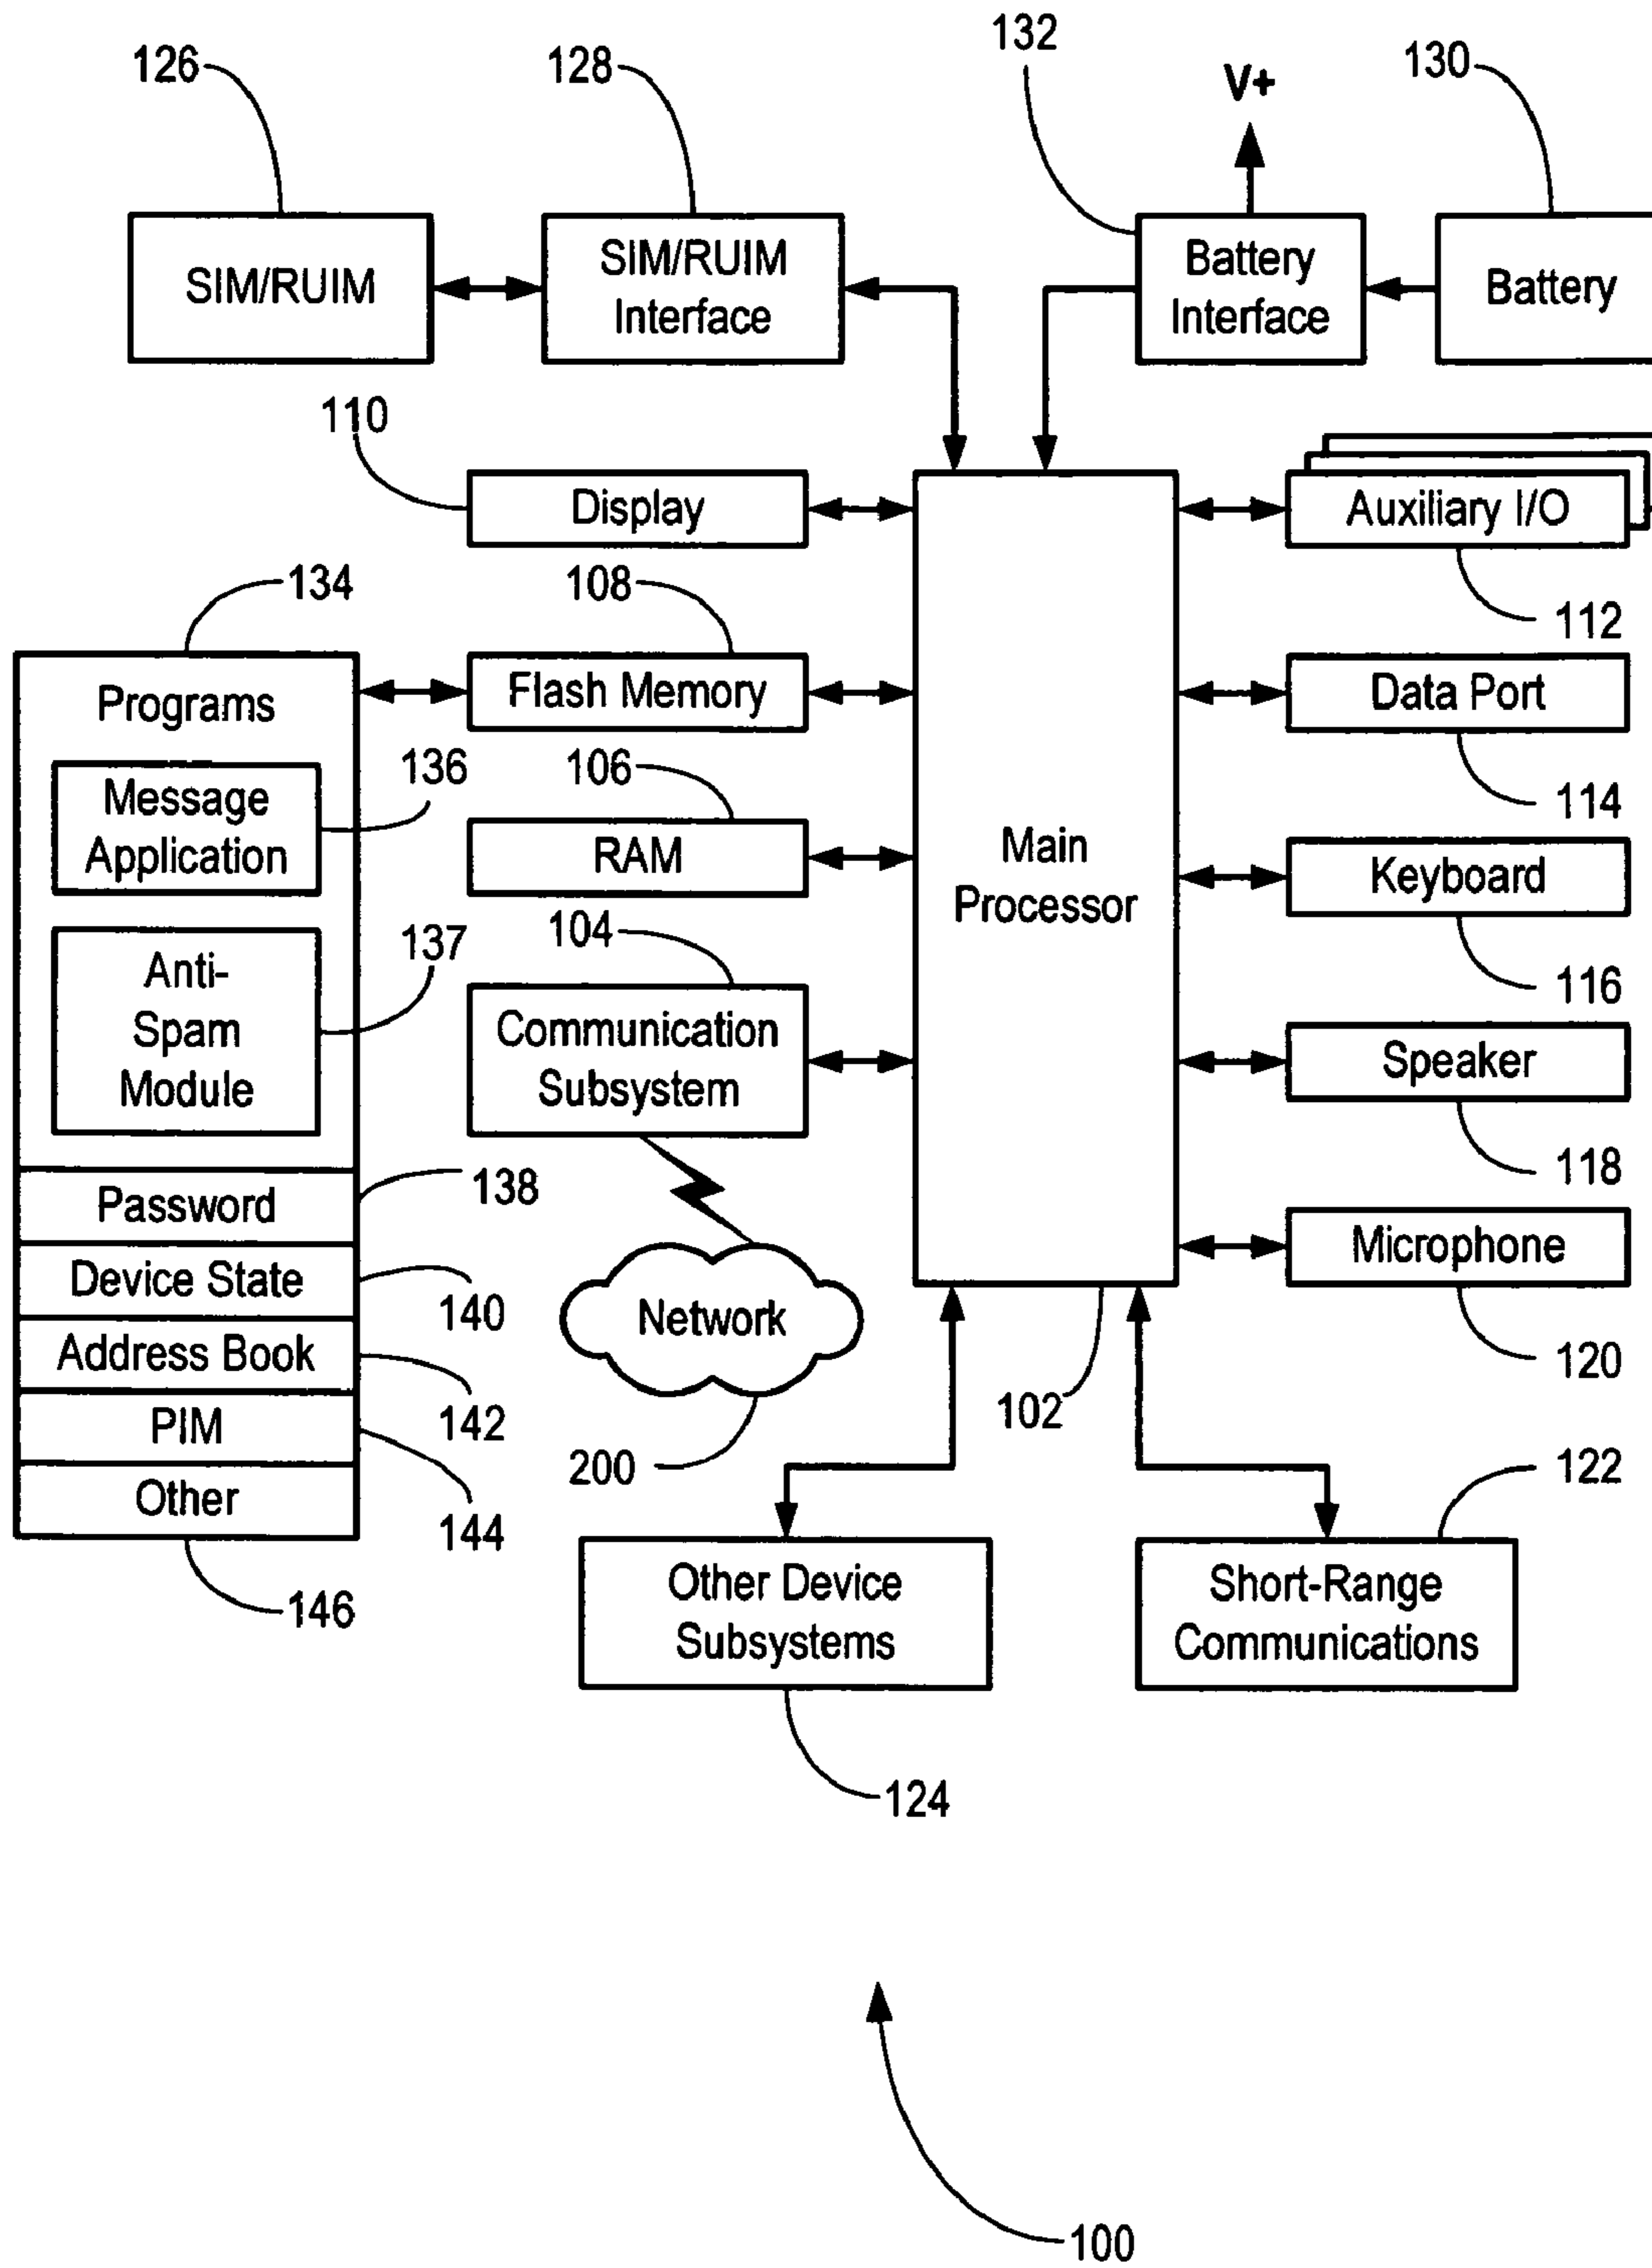 126
128
132
V+
130
SIM/RUIM
SIM/RUIM
Interface
Battery
Interface
Battery
110
Display
Auxiliary I/O
134
108
112
Programs
Flash Memory
Data Port
Message
Application
136
106
114
RAM
Main
Processor
Keyboard
Anti-
Spam
Module
137
104
116
Communication
Subsystem
Speaker
138
118
Password
Microphone
Device State
140
Network
120
Address Book
142
102
PIM
200
122
Other
144
Other Device
Subsystems
Short-Range
Communications
146
124
100